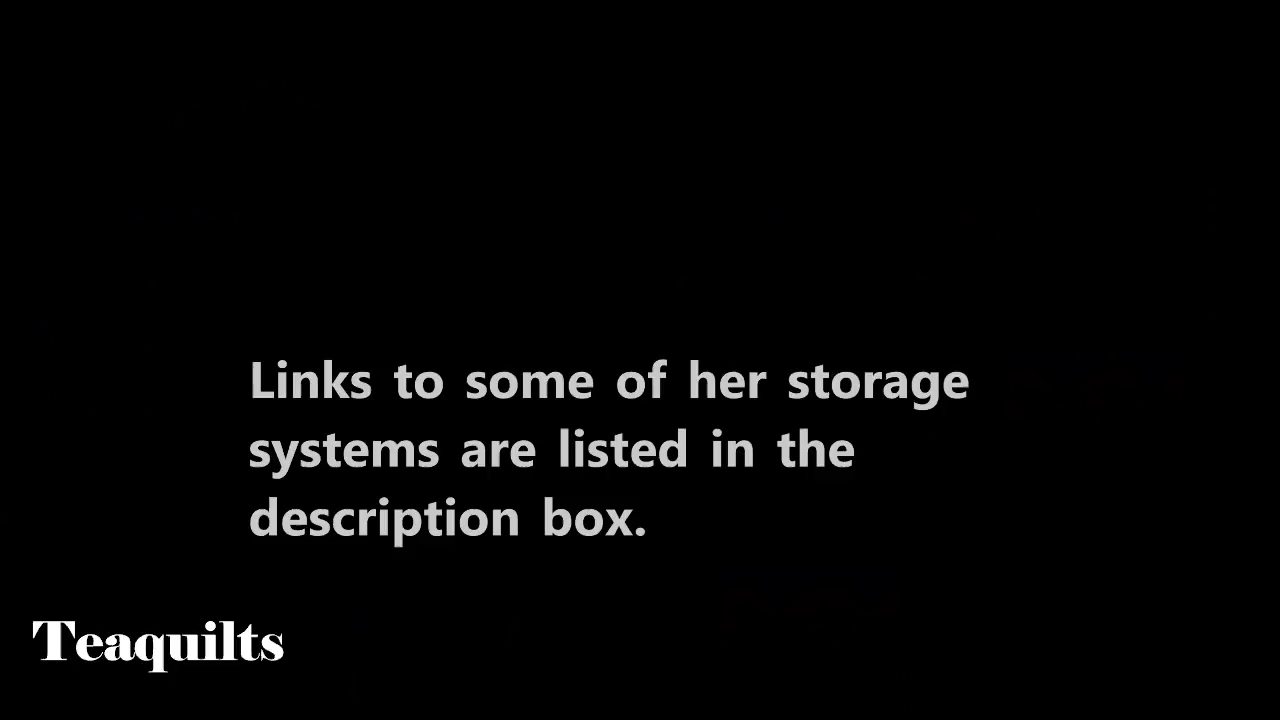 Links to some of her storage
systems are listed in the
description box.
Teaquilts